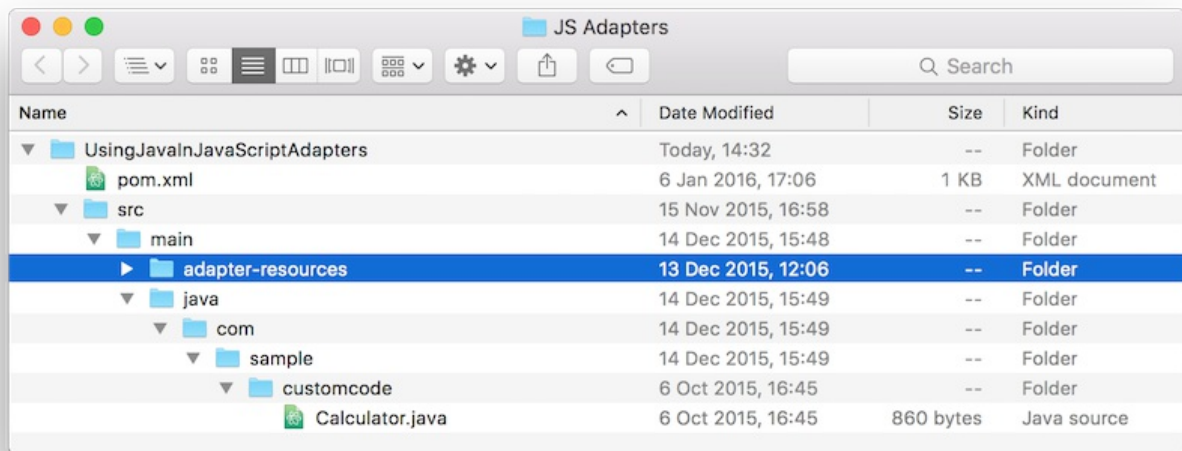 JS Adapters
Search
Name Date Modified Size Kind
UsingJavaInJavaScriptAdapters Today, 14:32 -- Folder
pom.xml 6 Jan 2016, 17:06 1 KB XML document
src 15 Nov 2015, 16:58 -- Folder
main 14 Dec 2015, 15:48 -- Folder
adapter-resources 13 Dec 2015, 12:06 -- Folder
java 14 Dec 2015, 15:49 -- Folder
com 14 Dec 2015, 15:49 -- Folder
sample 14 Dec 2015, 15:49 -- Folder
customcode 6 Oct 2015, 16:45 -- Folder
Calculator.java 6 Oct 2015, 16:45 860 bytes Java source